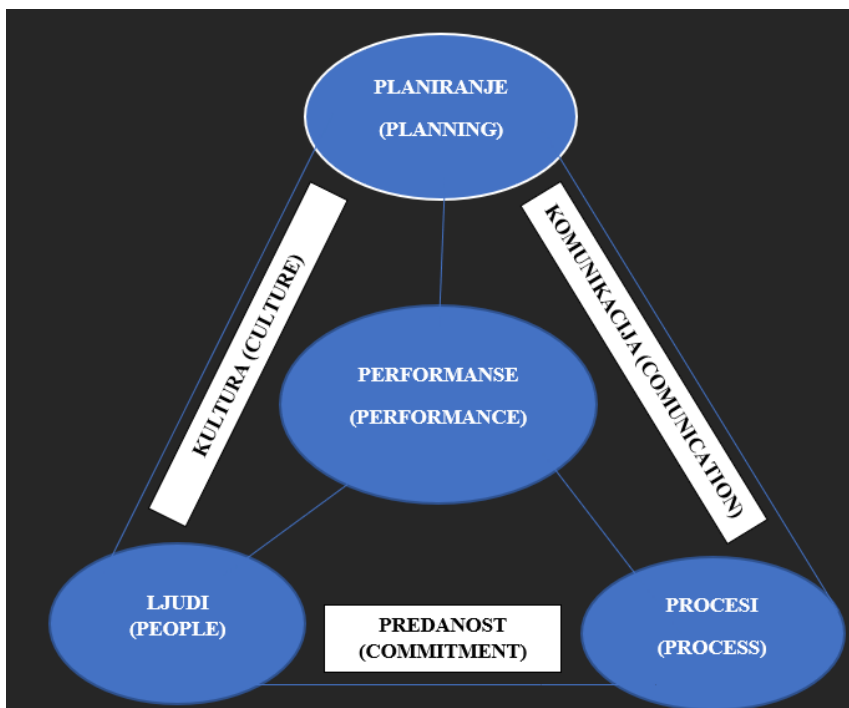 PLANIRANJE
(PLANNING)
KULTURA (CULTURE)
KOMUNIKACIJA (COMUNICATION)
PERFORMANSE
(PERFORMANCE)
LJUDI
(PEOPLE)
PREDANOST
(COMMITMENT)
PROCESI
(PROCESS)